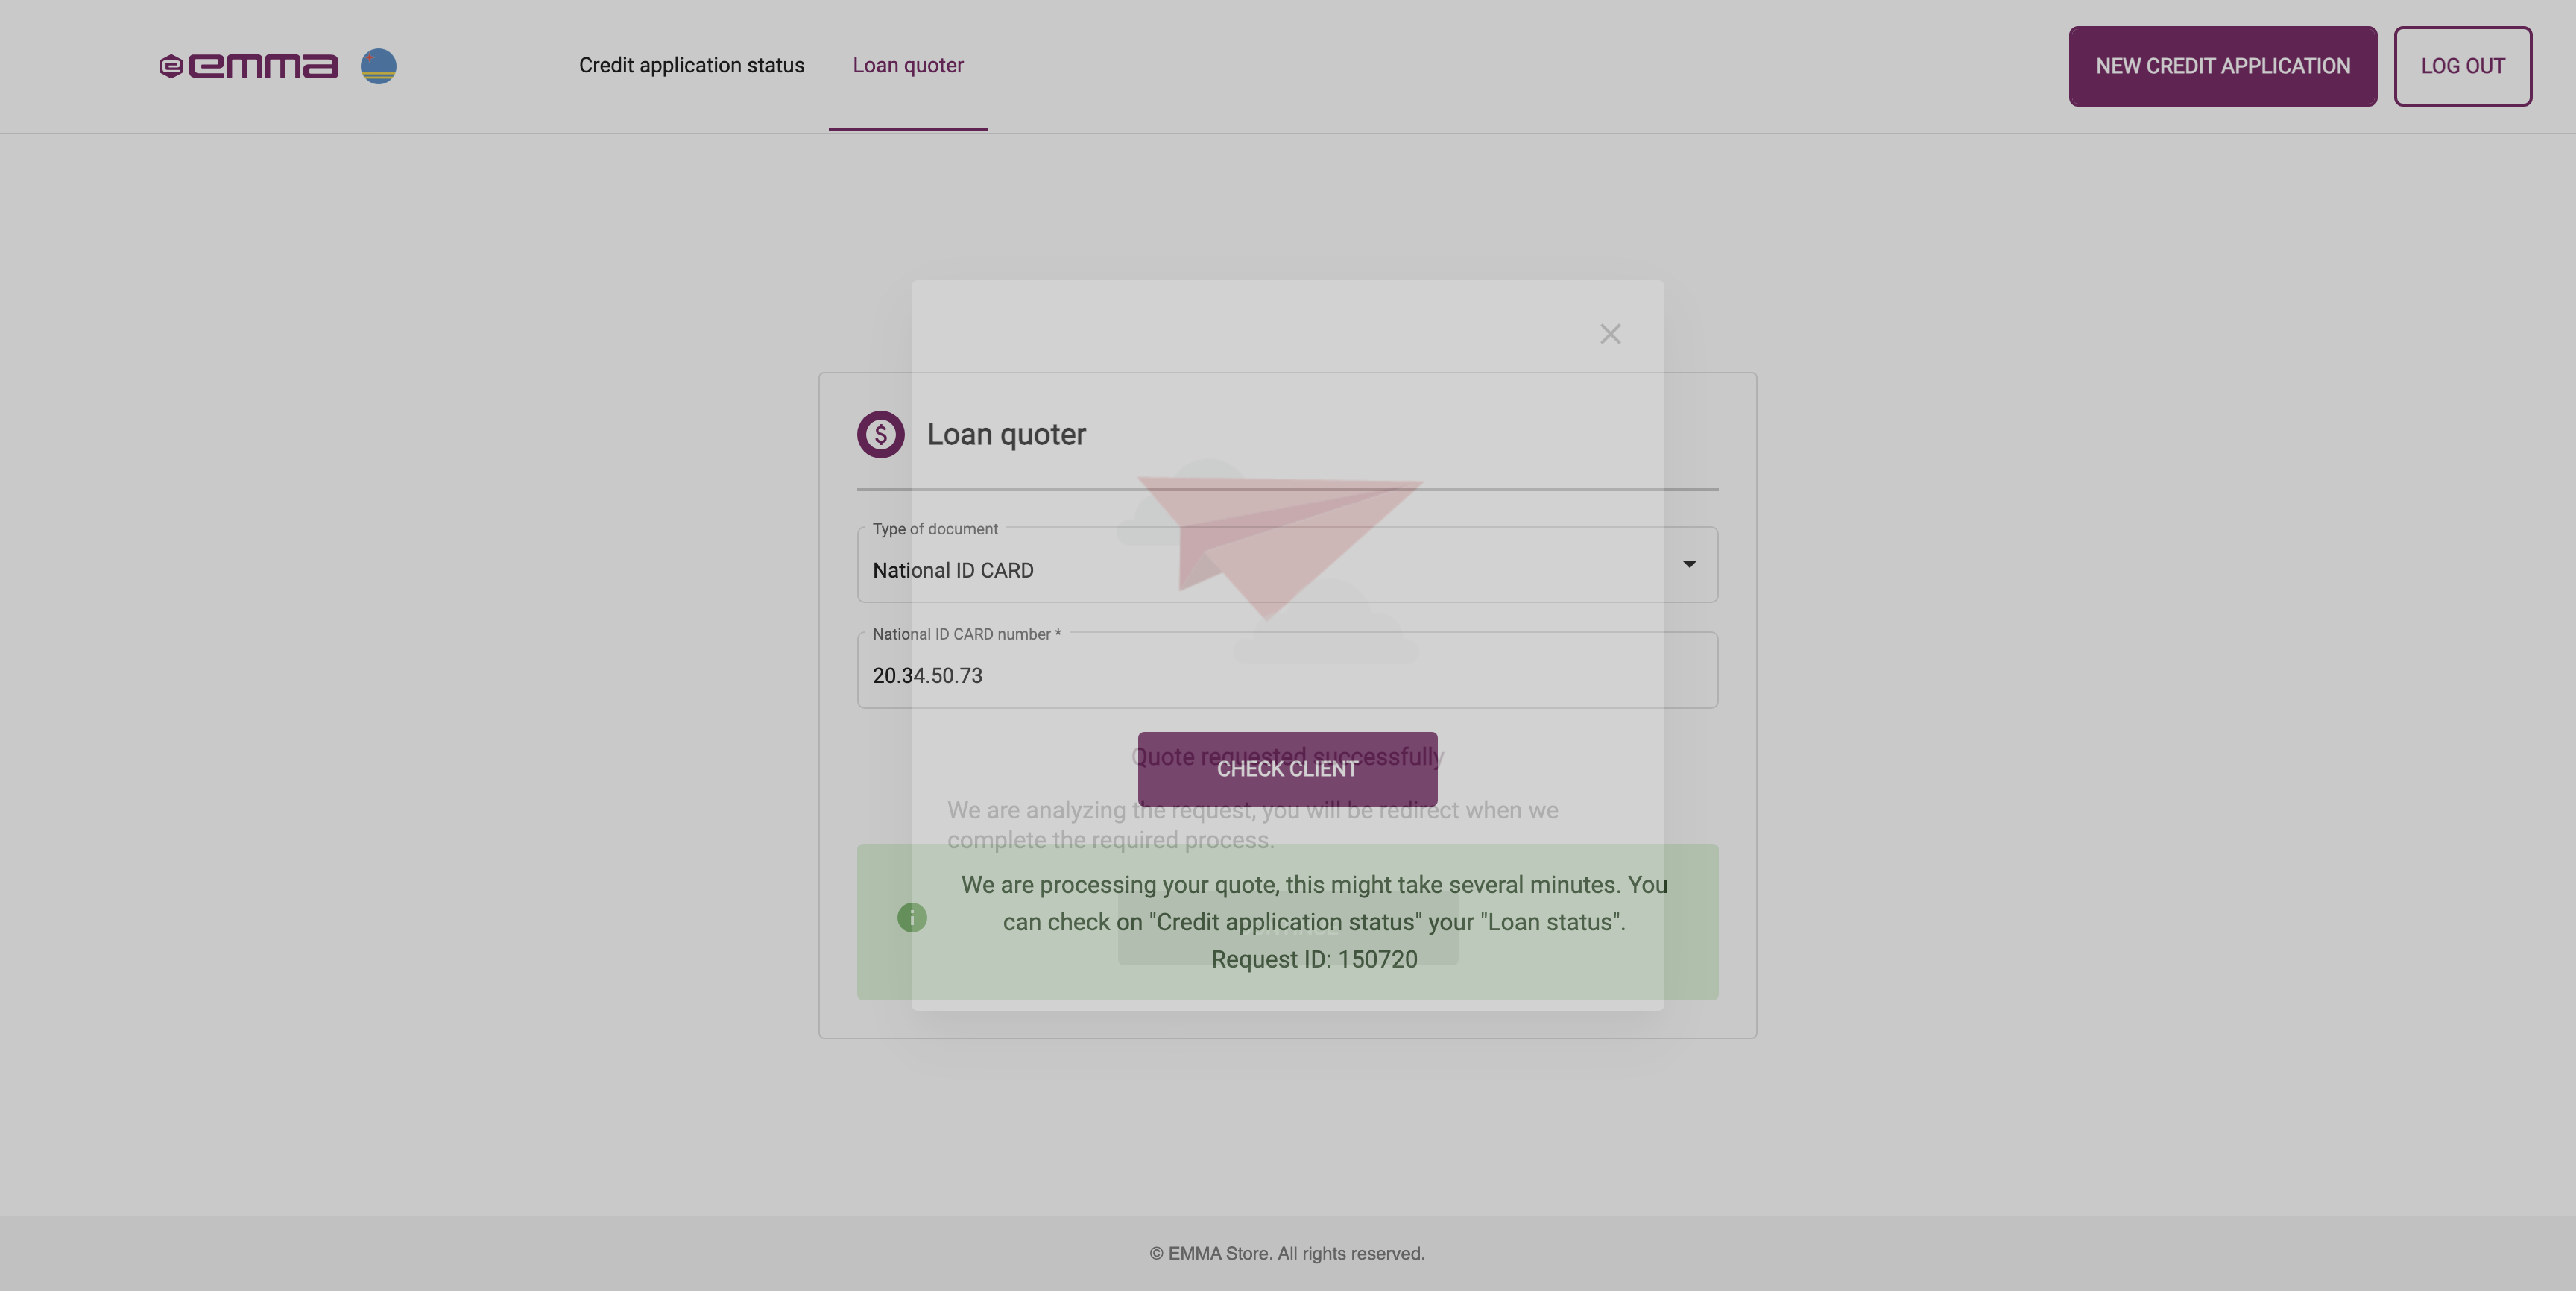 emma
Credit application status
Loan quoter
NEW CREDIT APPLICATION
LOG OUT
Loan quoter
Type of document
National ID CARD
National ID CARD number *
20.34.50.73
Quote requested successfully
CHECK CLIENT
We are analyzing the request, you will be redirect when we
complete the required process.
We are processing your quote, this might take several minutes. You
can check on "Credit application status" your "Loan status".
Request ID: 150720
© EMMA Store. All rights reserved.